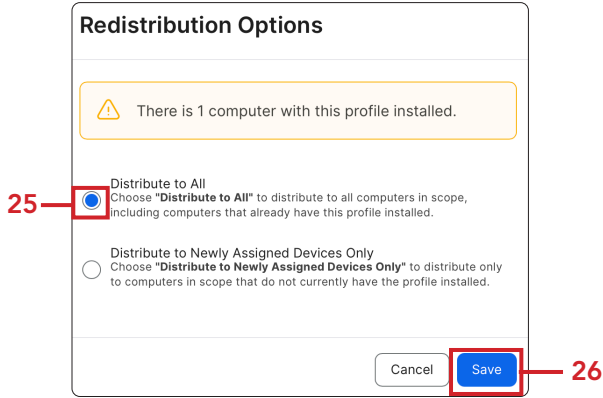 Redistribution Options
There is 1 computer with this profile installed.
Distribute to All
25
Choose "Distribute to All" to distribute to all computers in scope,
including computers that already have this profile installed.
Distribute to Newly Assigned Devices Only
Choose "Distribute to Newly Assigned Devices Only" to distribute only
to computers in scope that do not currently have the profile installed.
Cancel Save 26